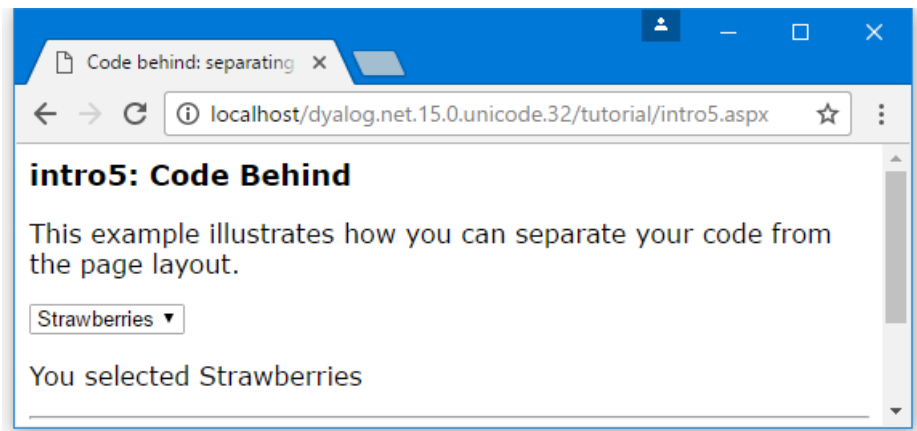 Code behind: separating
localhost/dyalog.net.15.0.unicode.32/tutorial/intro5.aspx
intro5: Code Behind
This example illustrates how you can separate your code from
the page layout.
Strawberries
You selected Strawberries